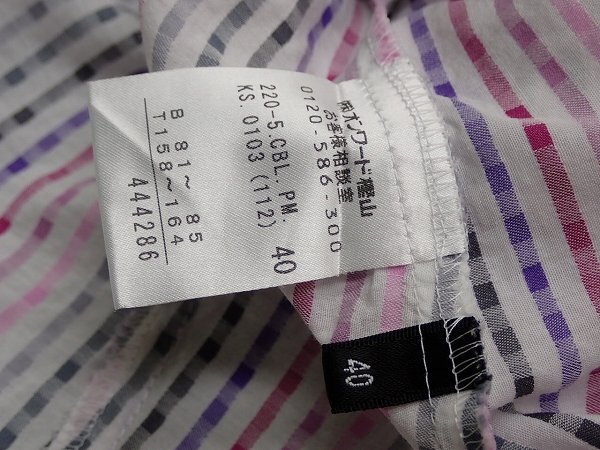 ㈱オンワード樫山
お客様相談室
0120-586-300
220-5.CBL.PM. 40
KS. 0103 (112)
B 81~ 85
T158~164
444286
40